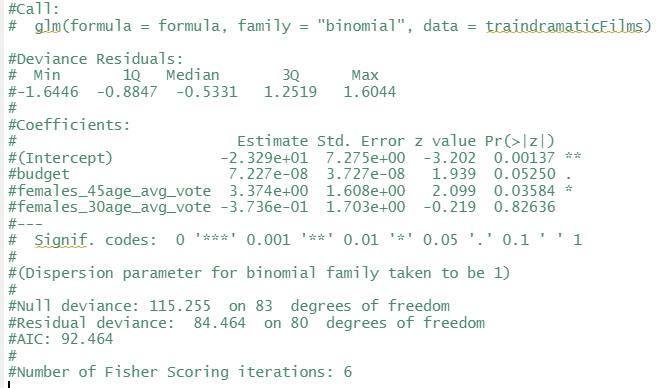 #Call:
#  glm(formula = formula, family = "binomial", data = traindramaticFilms)
#Deviance Residuals:
#  Min       1Q   Median       3Q      Max
#-1.6446  -0.8847  -0.5331   1.2519   1.6044
#
#Coefficients:
#                         Estimate Std. Error z value Pr(>|z|)
#(Intercept)            -2.329e+01  7.275e+00  -3.202  0.00137 **
#budget                  7.227e-08  3.727e-08   1.939  0.05250 .
#females_45age_avg_vote  3.374e+00  1.608e+00   2.099  0.03584 *
#females_30age_avg_vote -3.736e-01  1.703e+00  -0.219  0.82636
#---
#  Signif. codes:  0 '***' 0.001 '**' 0.01 '*' 0.05 '.' 0.1 ' ' 1
#
#(Dispersion parameter for binomial family taken to be 1)
#
#Null deviance: 115.255  on 83  degrees of freedom
#Residual deviance:  84.464  on 80  degrees of freedom
#AIC: 92.464
#
#Number of Fisher Scoring iterations: 6